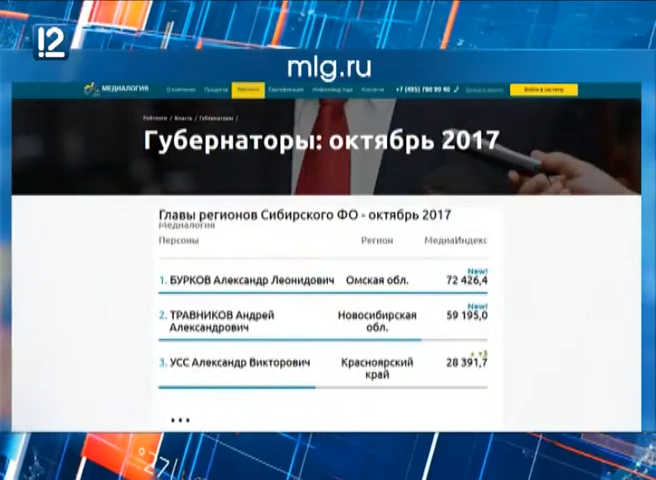 12
mlg.ru
МЕДИАЛОГИЯ О компании Продукты Рейтинги Сертификация Инфоповод года Контакты +7 (495) 780 90 40 Войти в систему
Рейтинги / Власть / Губернаторы /
Губернаторы: октябрь 2017
Главы регионов Сибирского ФО - октябрь 2017
Медиалогия
Персоны Регион МедиаИндекс
New!
1. БУРКОВ Александр Леонидович Омская обл. 72 426,4
New!
2. ТРАВНИКОВ Андрей Александрович Новосибирская обл. 59 195,0
3. УСС Александр Викторович Красноярский край 28 391,7
...